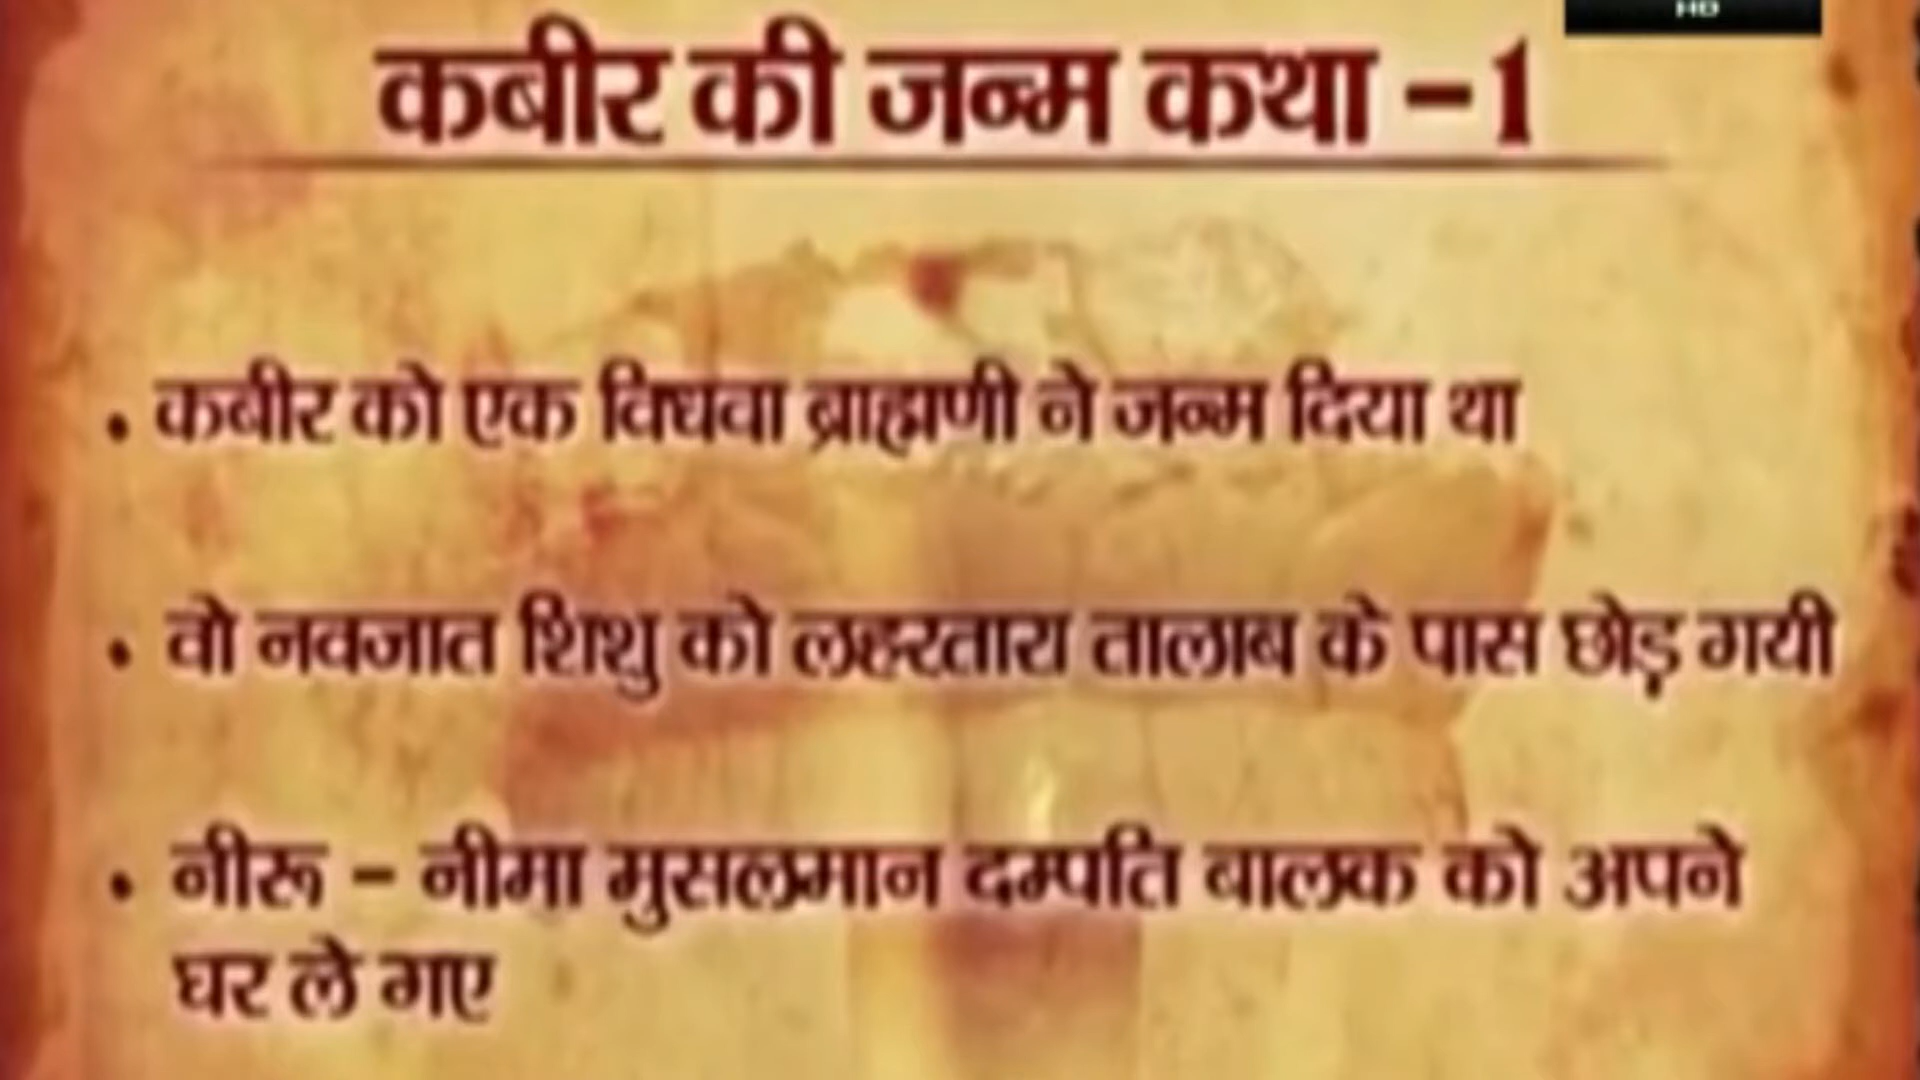 HD
कबीर की जन्म कथा -1
• कबीर को एक विधवा ब्राह्मणी ने जन्म दिया था
• वो नवजात शिशु को लहरतारा तालाब के पास छोड़ गयी
• नीरू - नीमा मुसलमान दम्पति बालक को अपने
घर ले गए